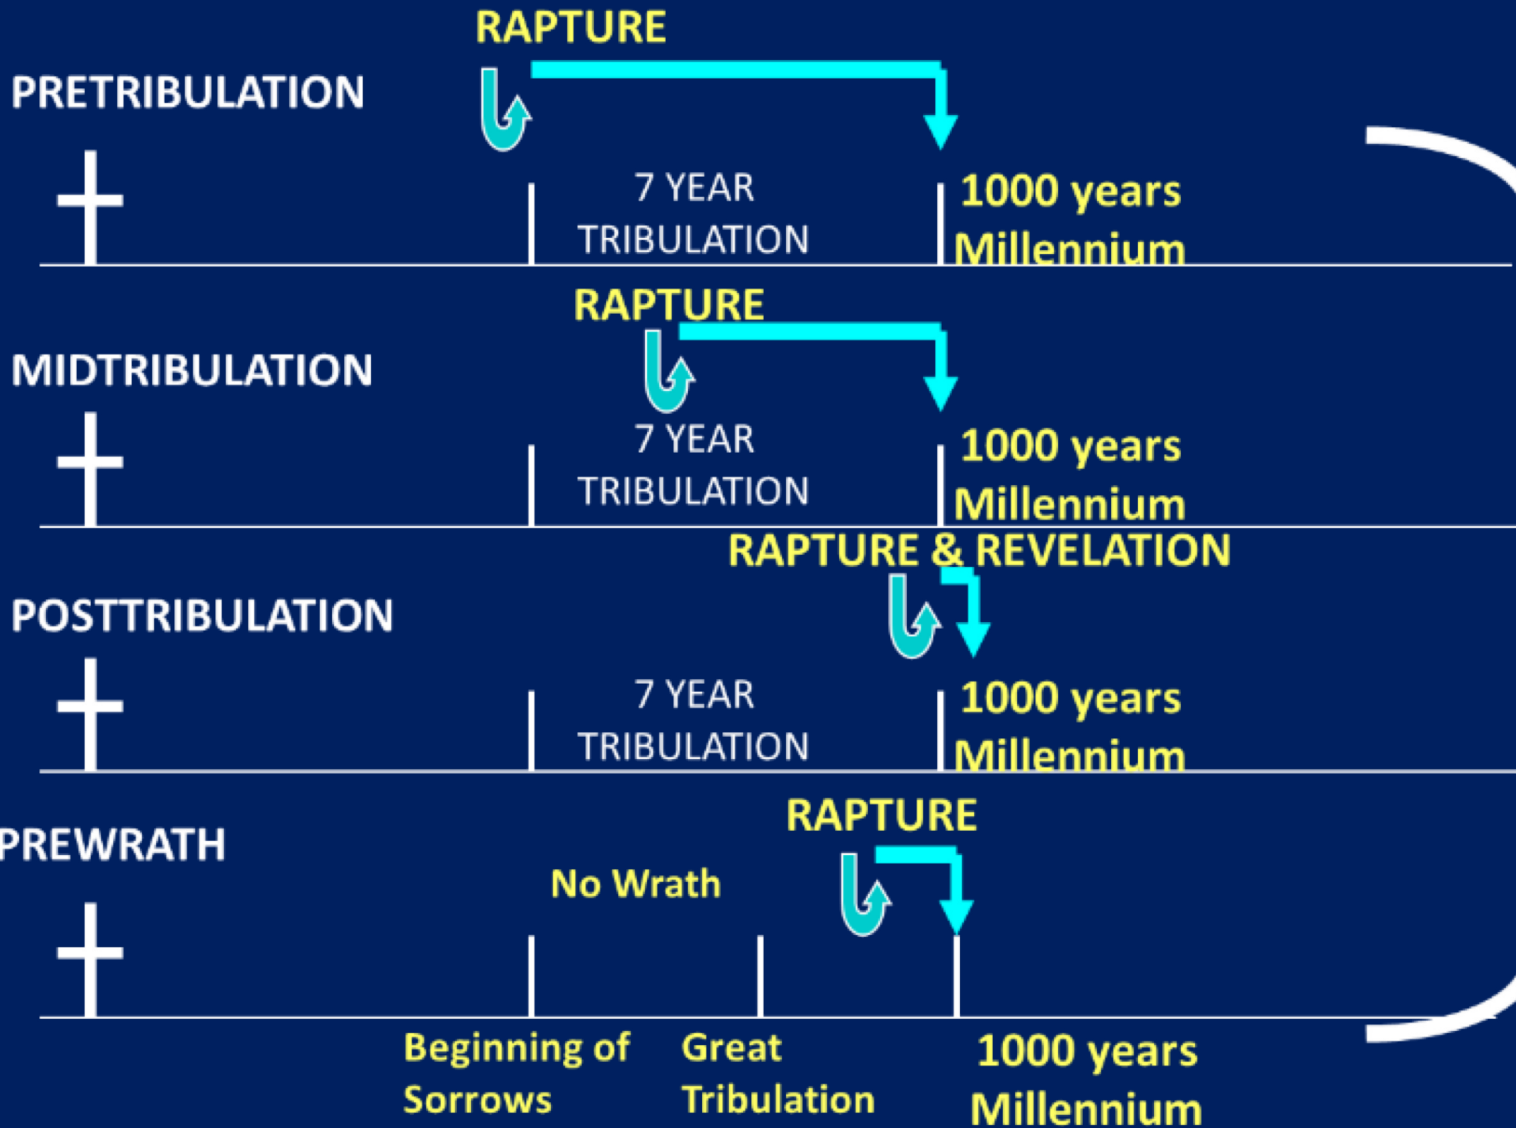 RAPTURE
PRETRIBULATION
7 YEAR
TRIBULATION
1000 years
Millennium
RAPTURE
MIDTRIBULATION
7 YEAR
TRIBULATION
1000 years
Millennium
RAPTURE & REVELATION
POSTTRIBULATION
7 YEAR
TRIBULATION
1000 years
Millennium
RAPTURE
PREWRATH
No Wrath
Beginning of
Sorrows
Great
Tribulation
1000 years
Millennium